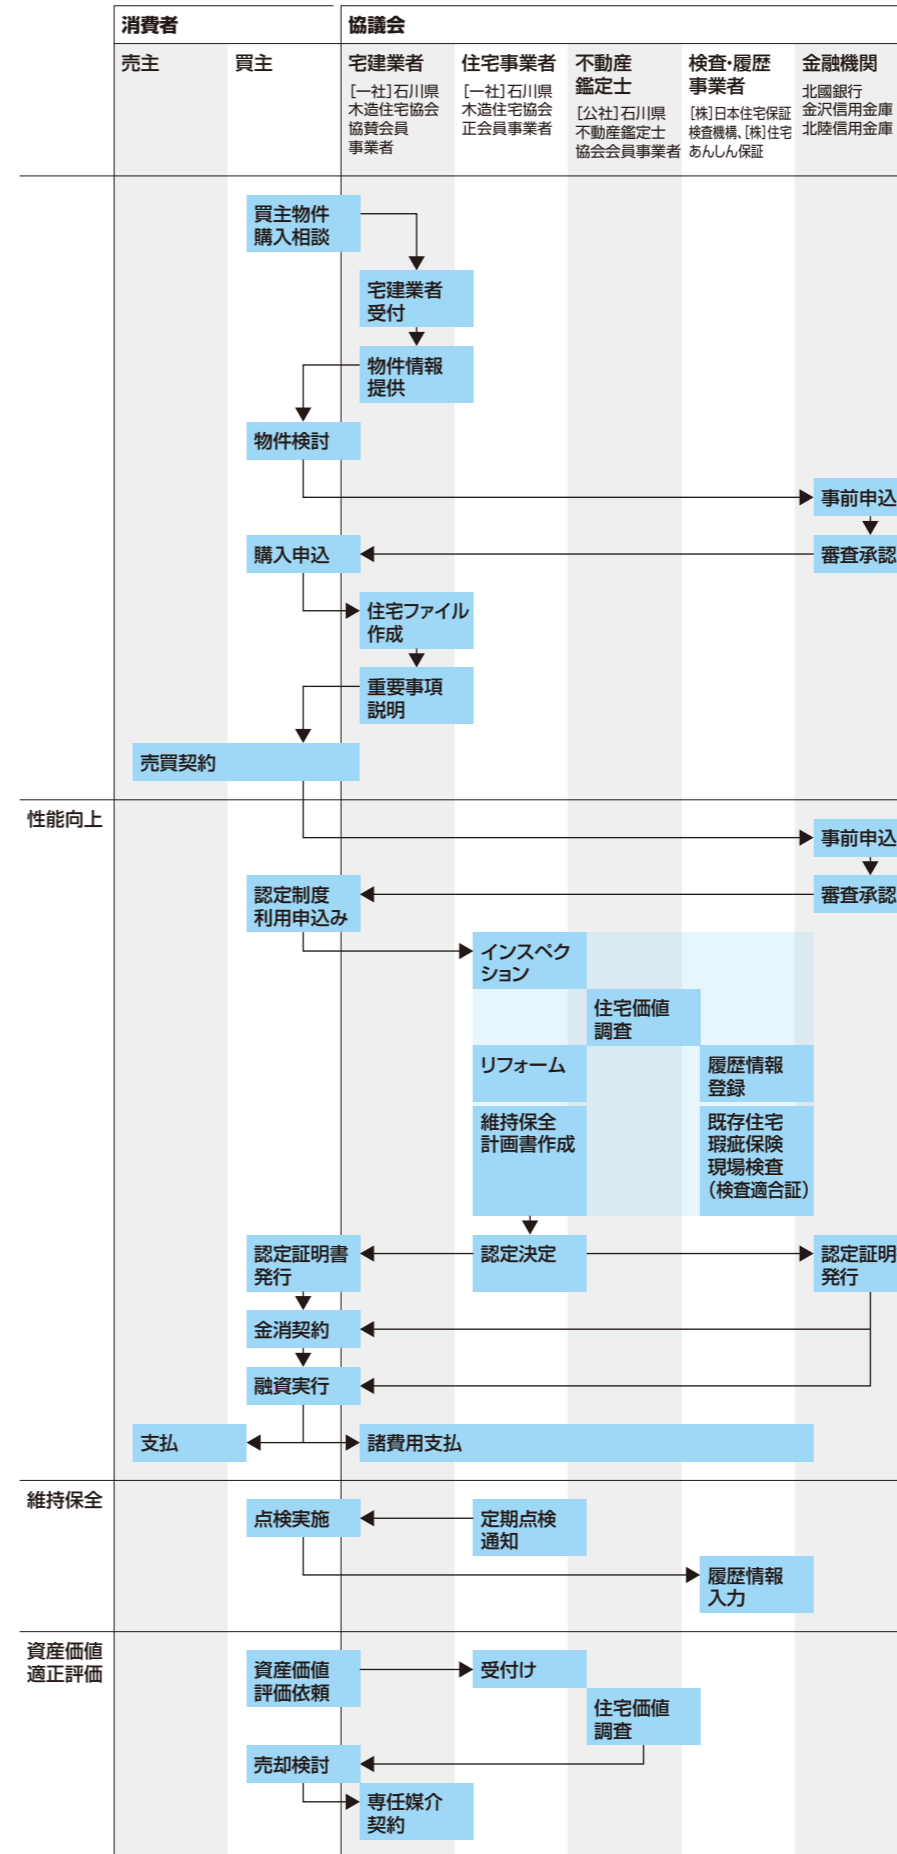 消費者
協議会
売主
買主
宅建業者
[一社]石川県
木造住宅協会
協賛会員
事業者
住宅事業者
[一社]石川県
木造住宅協会
正会員事業者
不動産
鑑定士
[公社]石川県
不動産鑑定士
協会会員事業者
検査・履歴
事業者
[株]日本住宅保証
検査機構、[株]住宅
あんしん保証
金融機関
北國銀行
金沢信用金庫
北陸信用金庫
買主物件
購入相談
宅建業者
受付
物件情報
提供
物件検討
事前申込
審査承認
購入申込
住宅ファイル
作成
重要事項
説明
売買契約
性能向上
事前申込
審査承認
認定制度
利用申込み
インスペク
ション
住宅価値
調査
リフォーム
履歴情報
登録
維持保全
計画書作成
既存住宅
瑕疵保険
現場検査
（検査適合証）
認定証明書
発行
認定決定
認定証明
発行
金消契約
融資実行
支払
諸費用支払
維持保全
点検実施
定期点検
通知
履歴情報
入力
資産価値
適正評価
資産価値
評価依頼
受付け
住宅価値
調査
売却検討
専任媒介
契約